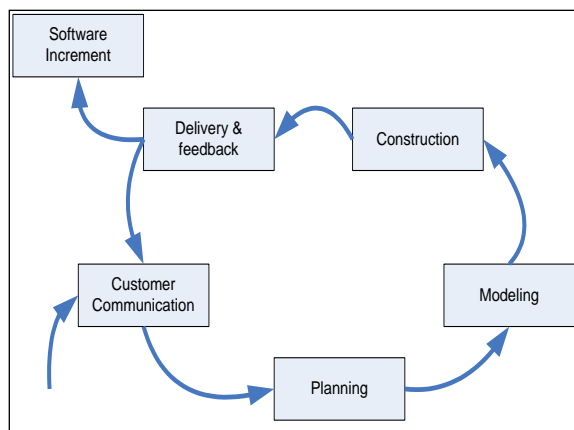 Software
Increment
Delivery &
feedback
Construction
Customer
Communication
Modeling
Planning